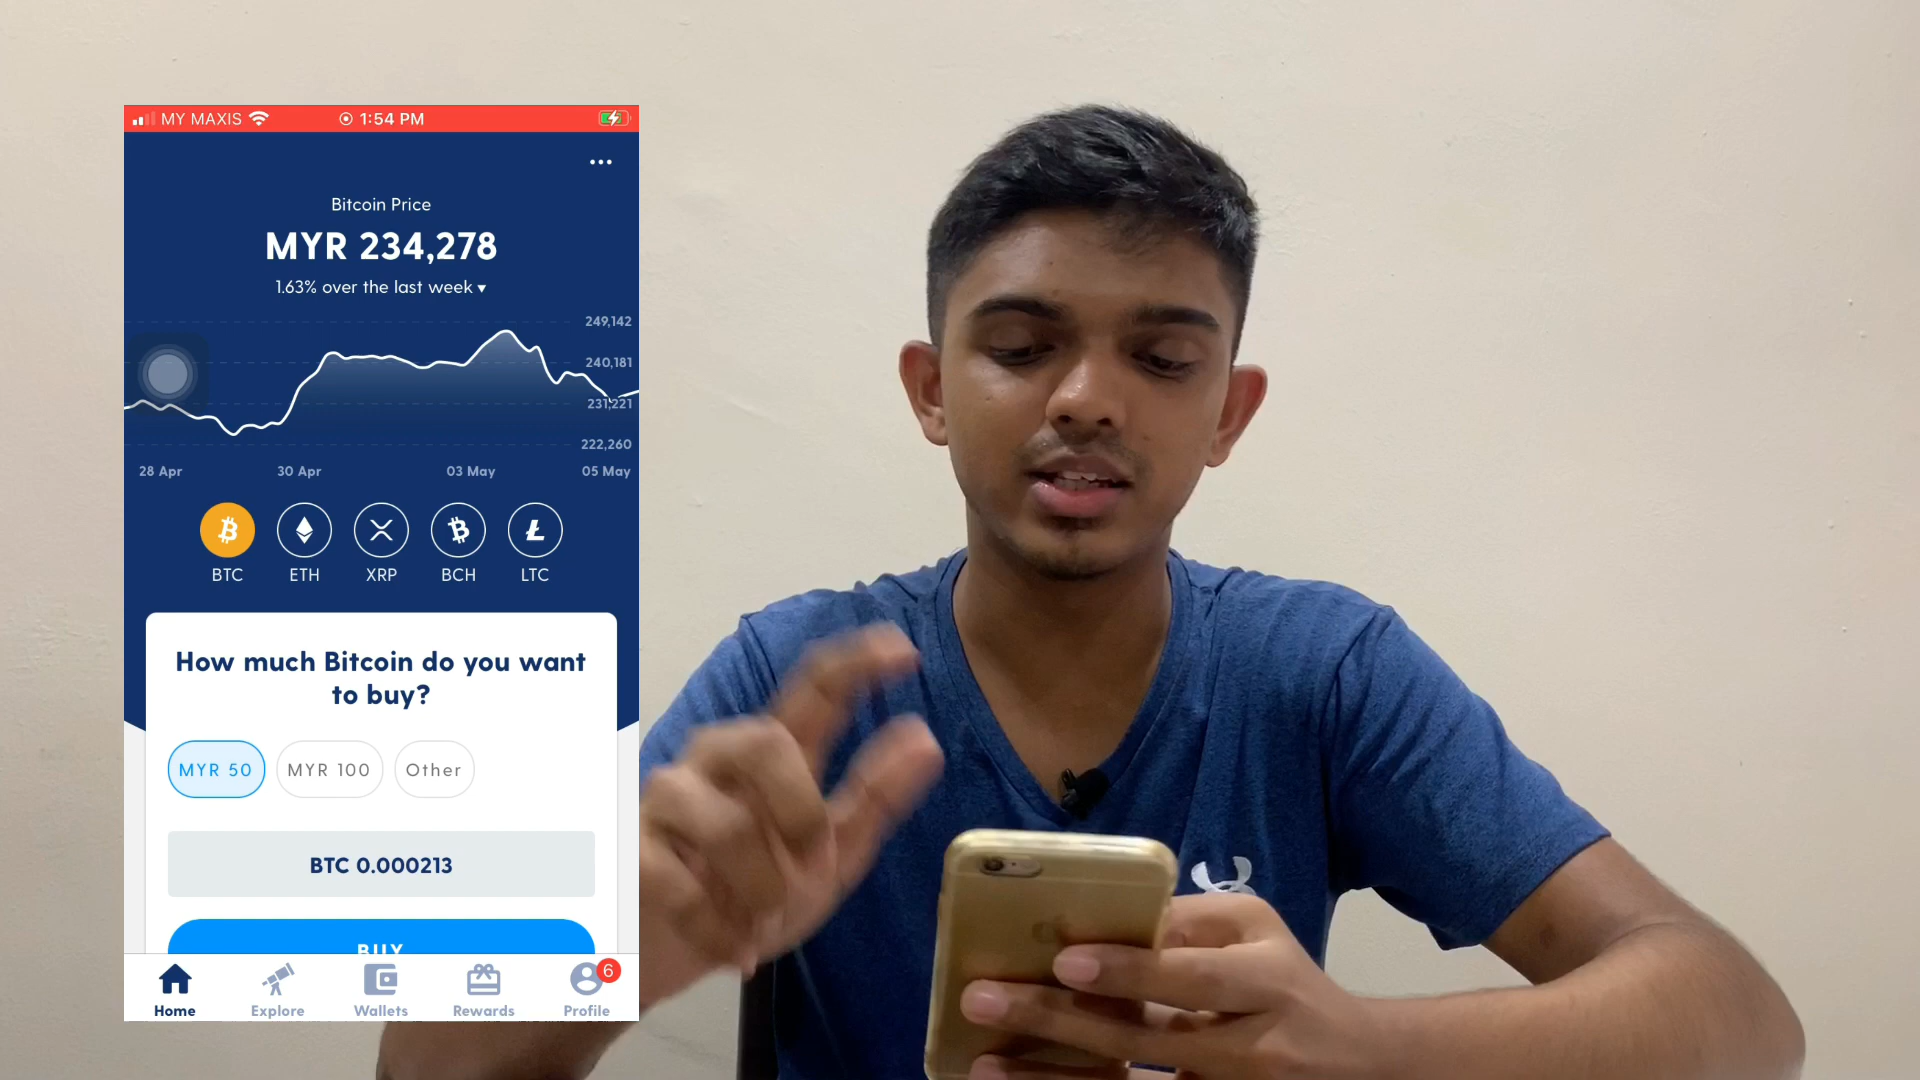 MY MAXIS 1:54 PM
Bitcoin Price
MYR 234,278
1.63% over the last week
249,142
240,181
231,221
222,260
28 Apr 30 Apr 03 May 05 May
BTC ETH XRP BCH LTC
How much Bitcoin do you want
to buy?
MYR 50 MYR 100 Other
BTC 0.000213
BUY
6
Home Explore Wallets Rewards Profile